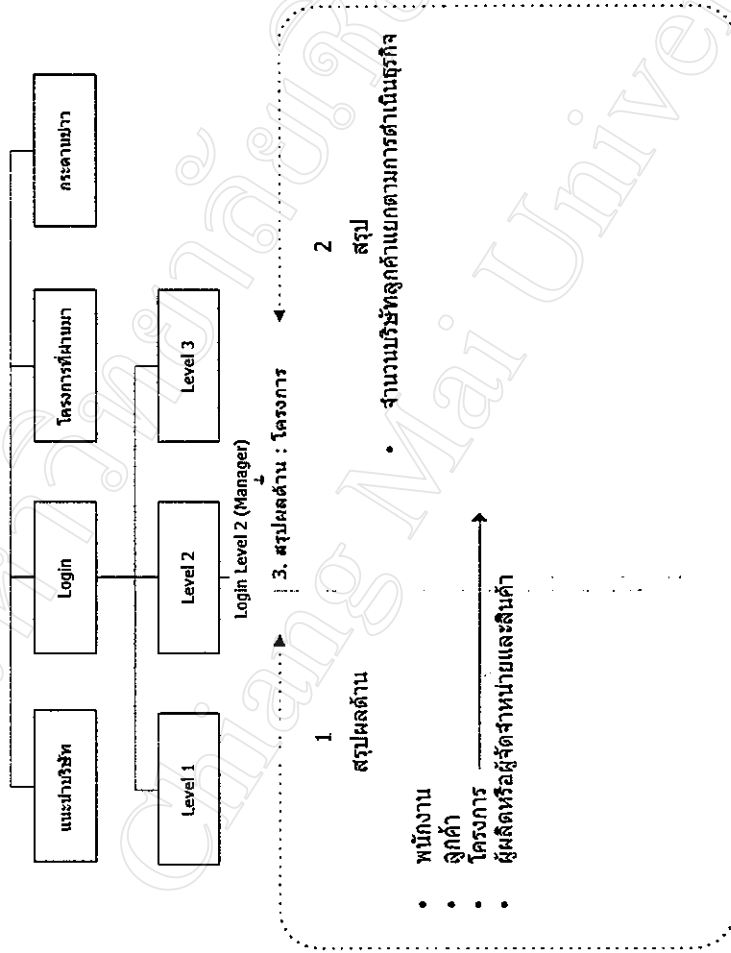 แนะนำบริษัท
Login
โครงการที่ผ่านมา
กระดานข่าว
Level 1
Level 2
Level 3
Login Level 2 (Manager)
3. สรุปผลด้าน : โครงการ
1
สรุปผลด้าน
• พนักงาน
• ลูกค้า
• โครงการ
• ผู้ผลิตหรือผู้จัดจำหน่ายและสินค้า
2
สรุป
• จำนวนบริษัทลูกค้าแยกตามการดำเนินธุรกิจ
Chiang Mai Univer